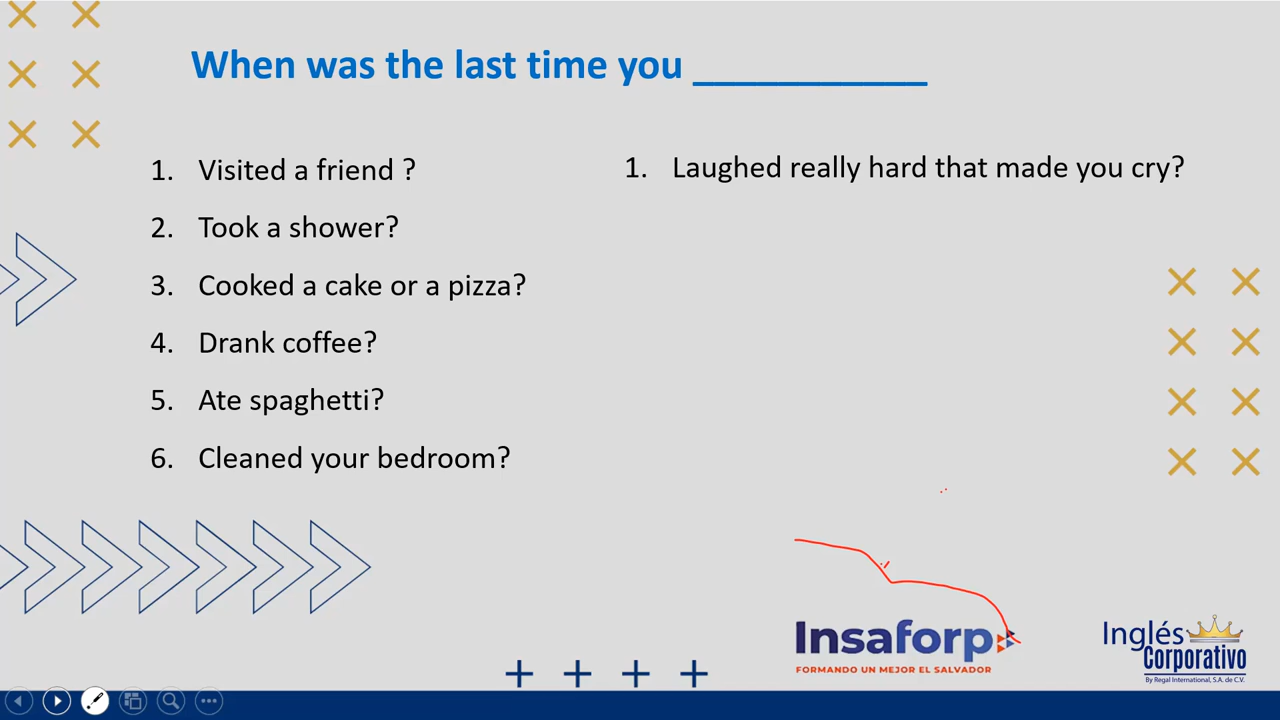 When was the last time you ___________
1. Visited a friend ?
2. Took a shower?
3. Cooked a cake or a pizza?
4. Drank coffee?
5. Ate spaghetti?
6. Cleaned your bedroom?
1. Laughed really hard that made you cry?
Insaforp
FORMANDO UN MEJOR EL SALVADOR
Inglés
Corporativo
By Regal International, S.A. de C.V.